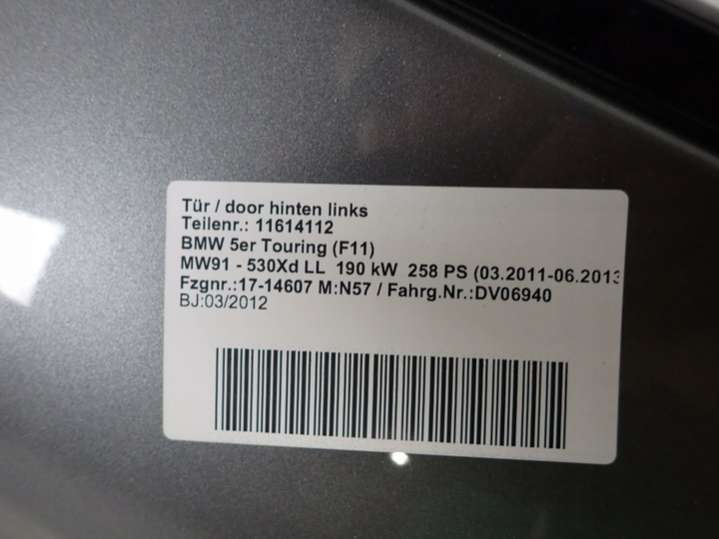 Tür / door hinten links
Teilenr.: 11614112
BMW 5er Touring (F11)
MW91 - 530Xd LL 190 kW 258 PS (03.2011-06.2013
Fzgnr.:17-14607 M:N57 / Fahrg.Nr.:DV06940
BJ:03/2012